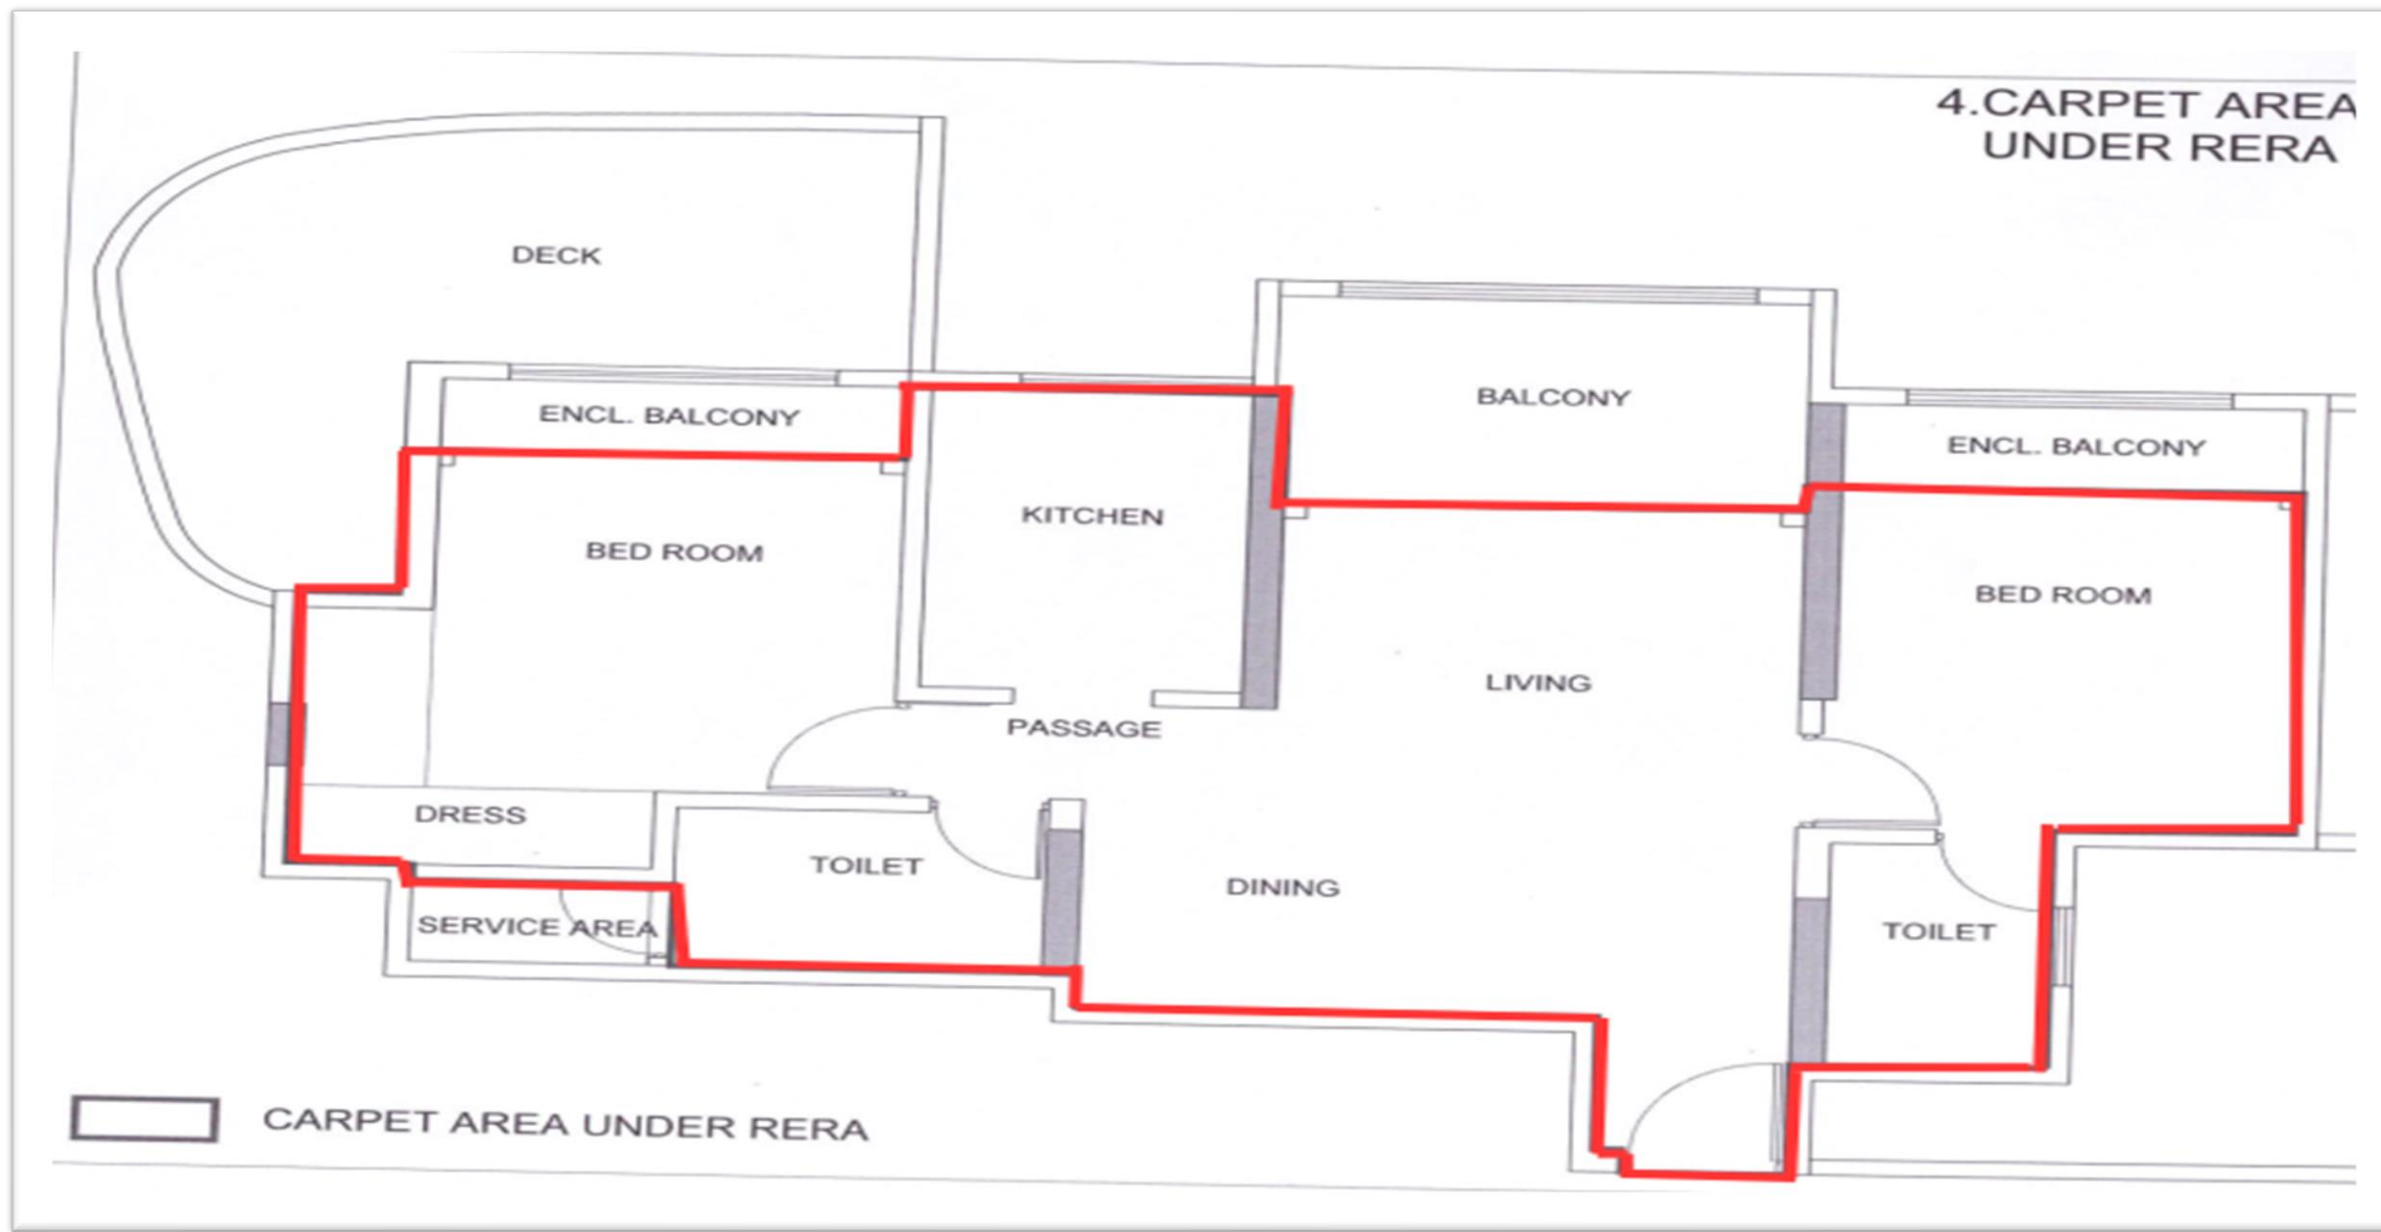 4.CARPET AREA
UNDER RERA
DECK
ENCL. BALCONY
BALCONY
ENCL. BALCONY
KITCHEN
BED ROOM
BED ROOM
LIVING
PASSAGE
DRESS
TOILET
DINING
SERVICE AREA
TOILET
CARPET AREA UNDER RERA